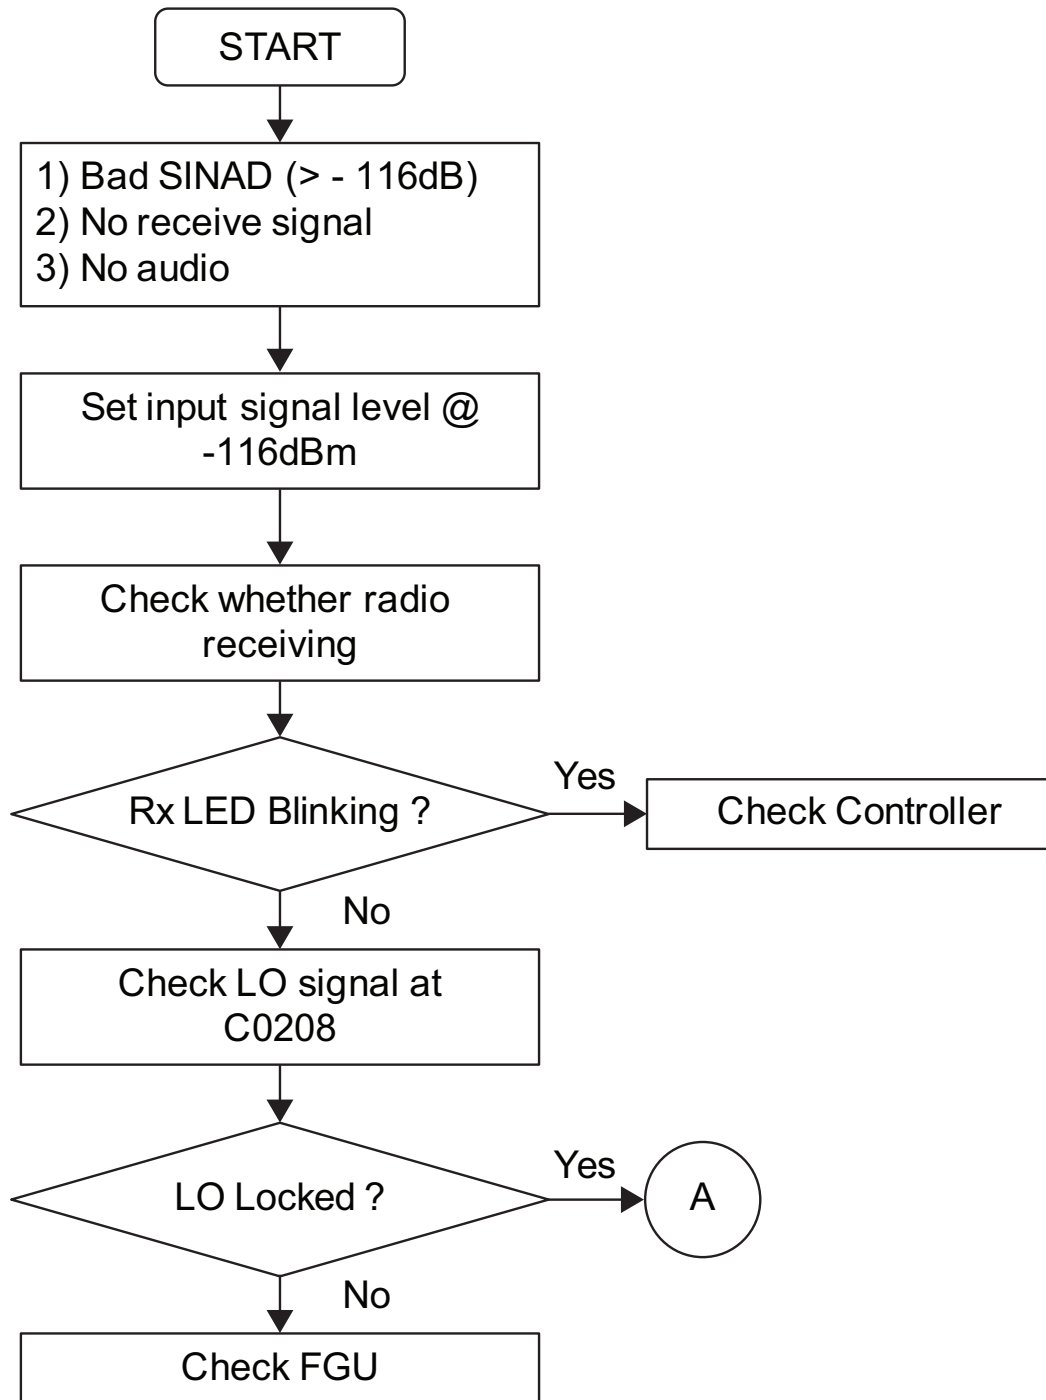 START
1) Bad SINAD (> - 116dB)
2) No receive signal
3) No audio
Set input signal level @
-116dBm
Check whether radio
receiving
Rx LED Blinking ?
Yes
Check Controller
No
Check LO signal at
C0208
LO Locked ?
Yes
A
No
Check FGU